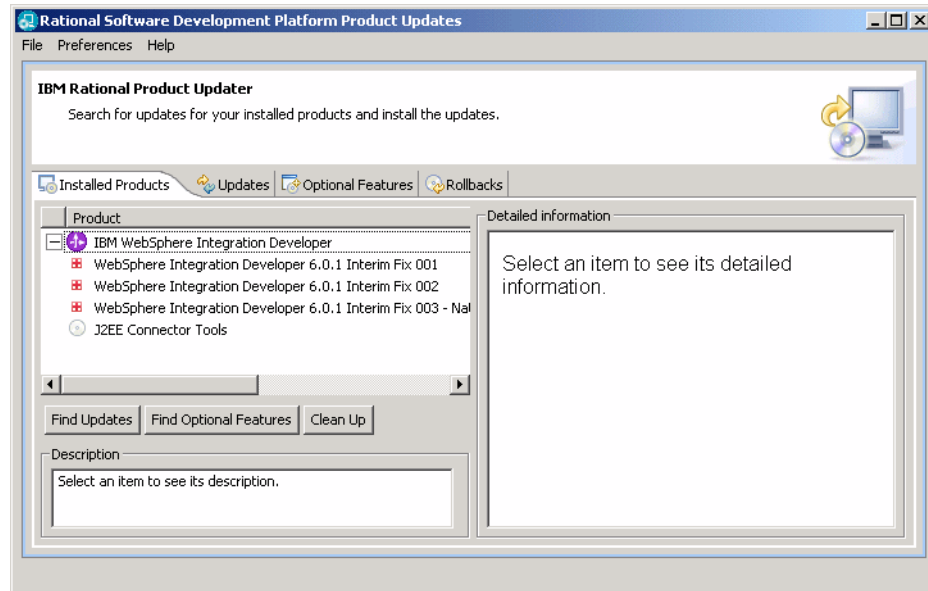 Rational Software Development Platform Product Updates
File Preferences Help
IBM Rational Product Updater
Search for updates for your installed products and install the updates.
Installed Products Updates Optional Features Rollbacks
Product
IBM WebSphere Integration Developer
WebSphere Integration Developer 6.0.1 Interim Fix 001
WebSphere Integration Developer 6.0.1 Interim Fix 002
WebSphere Integration Developer 6.0.1 Interim Fix 003 - Nat
J2EE Connector Tools
Find Updates Find Optional Features Clean Up
Description
Select an item to see its description.
Detailed information
Select an item to see its detailed
information.